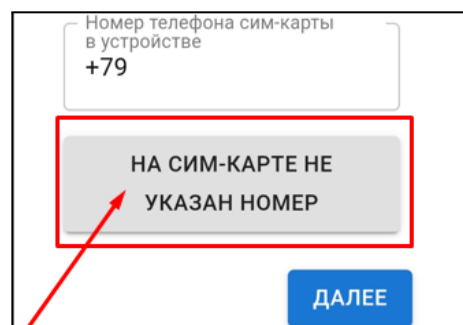 Номер телефона сим-карты
в устройстве
+79
НА СИМ-КАРТЕ НЕ
УКАЗАН НОМЕР
ДАЛЕЕ